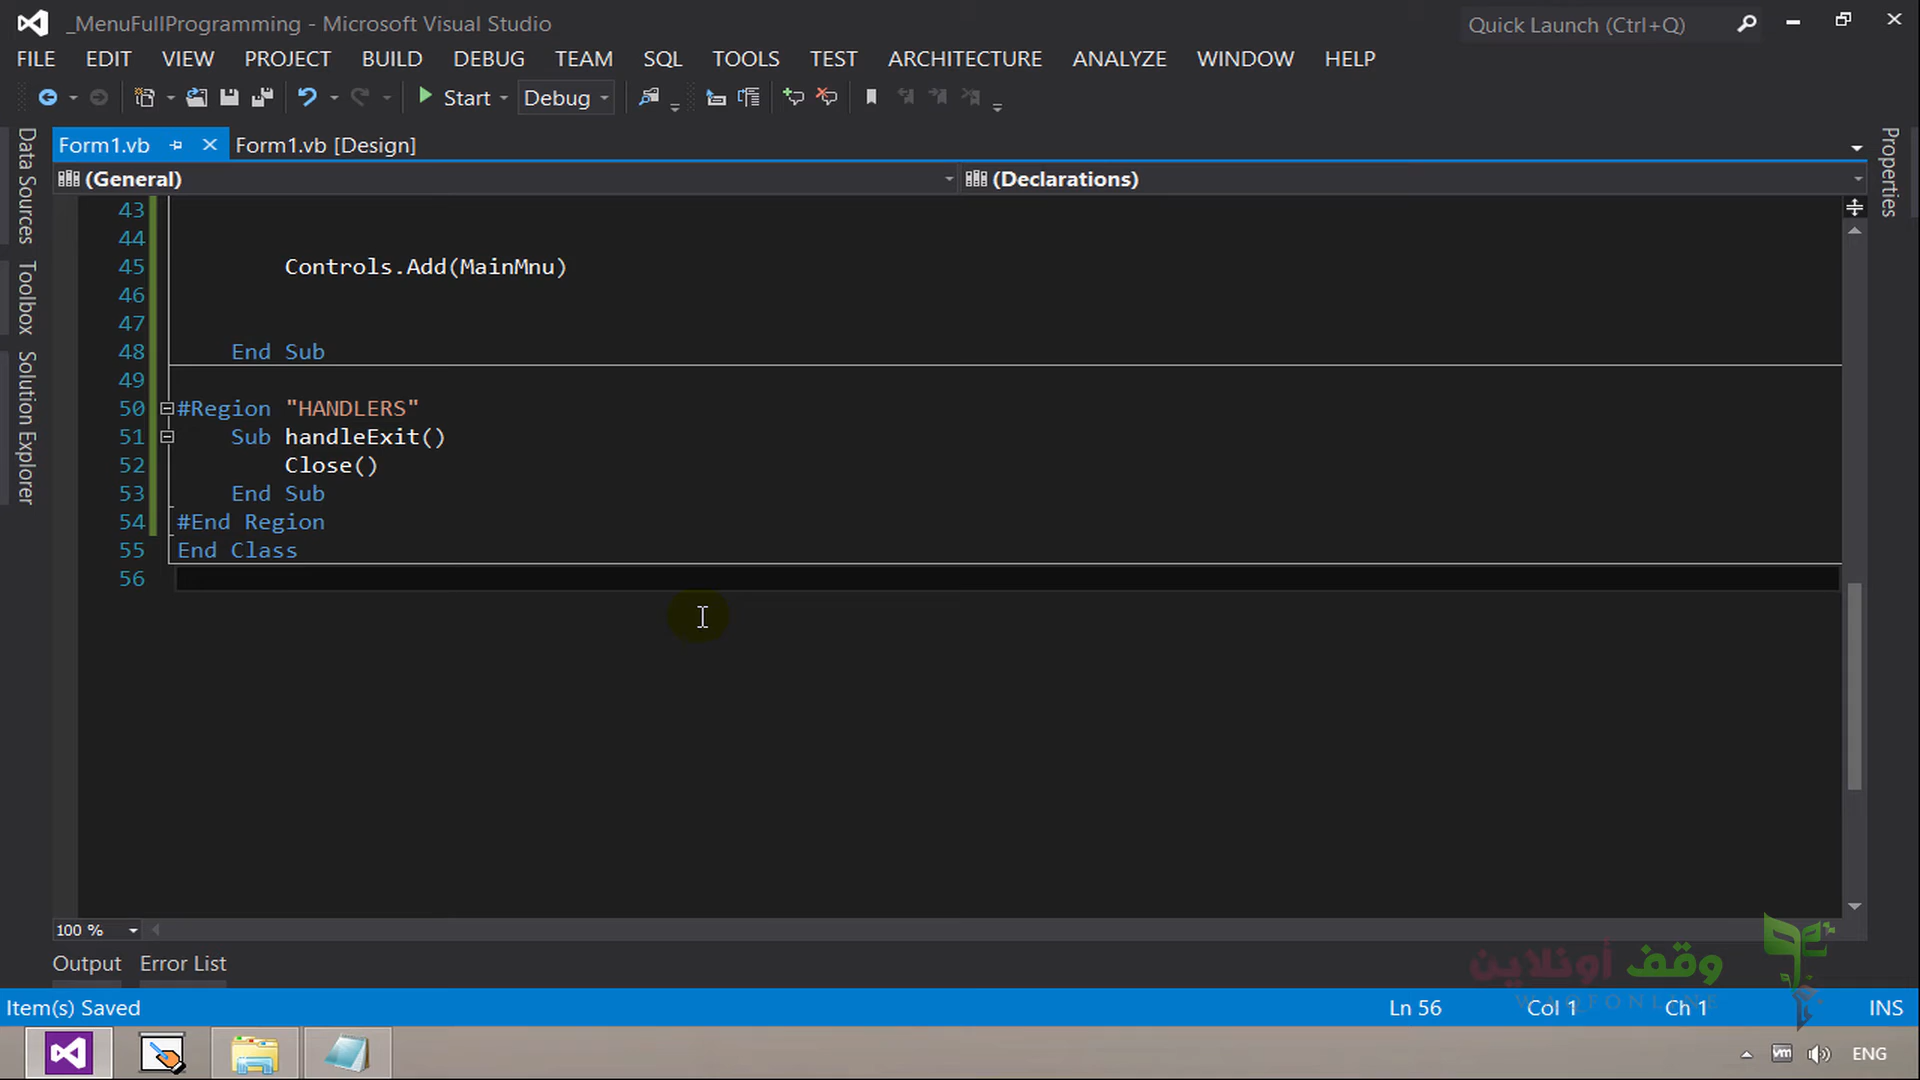 _MenuFullProgramming - Microsoft Visual Studio
Quick Launch (Ctrl+Q)
FILE EDIT VIEW PROJECT BUILD DEBUG TEAM SQL TOOLS TEST ARCHITECTURE ANALYZE WINDOW HELP
Start Debug
Form1.vb Form1.vb [Design]
(General) (Declarations)
Data Sources
Toolbox
Solution Explorer
Properties
43
44
45 Controls.Add(MainMnu)
46
47
48 End Sub
49
50 #Region "HANDLERS"
51 Sub handleExit()
52 Close()
53 End Sub
54 #End Region
55 End Class
56
100 %
وقف أونلاين
WAQFONLINE
Output Error List
Item(s) Saved Ln 56 Col 1 Ch 1 INS
vm ENG